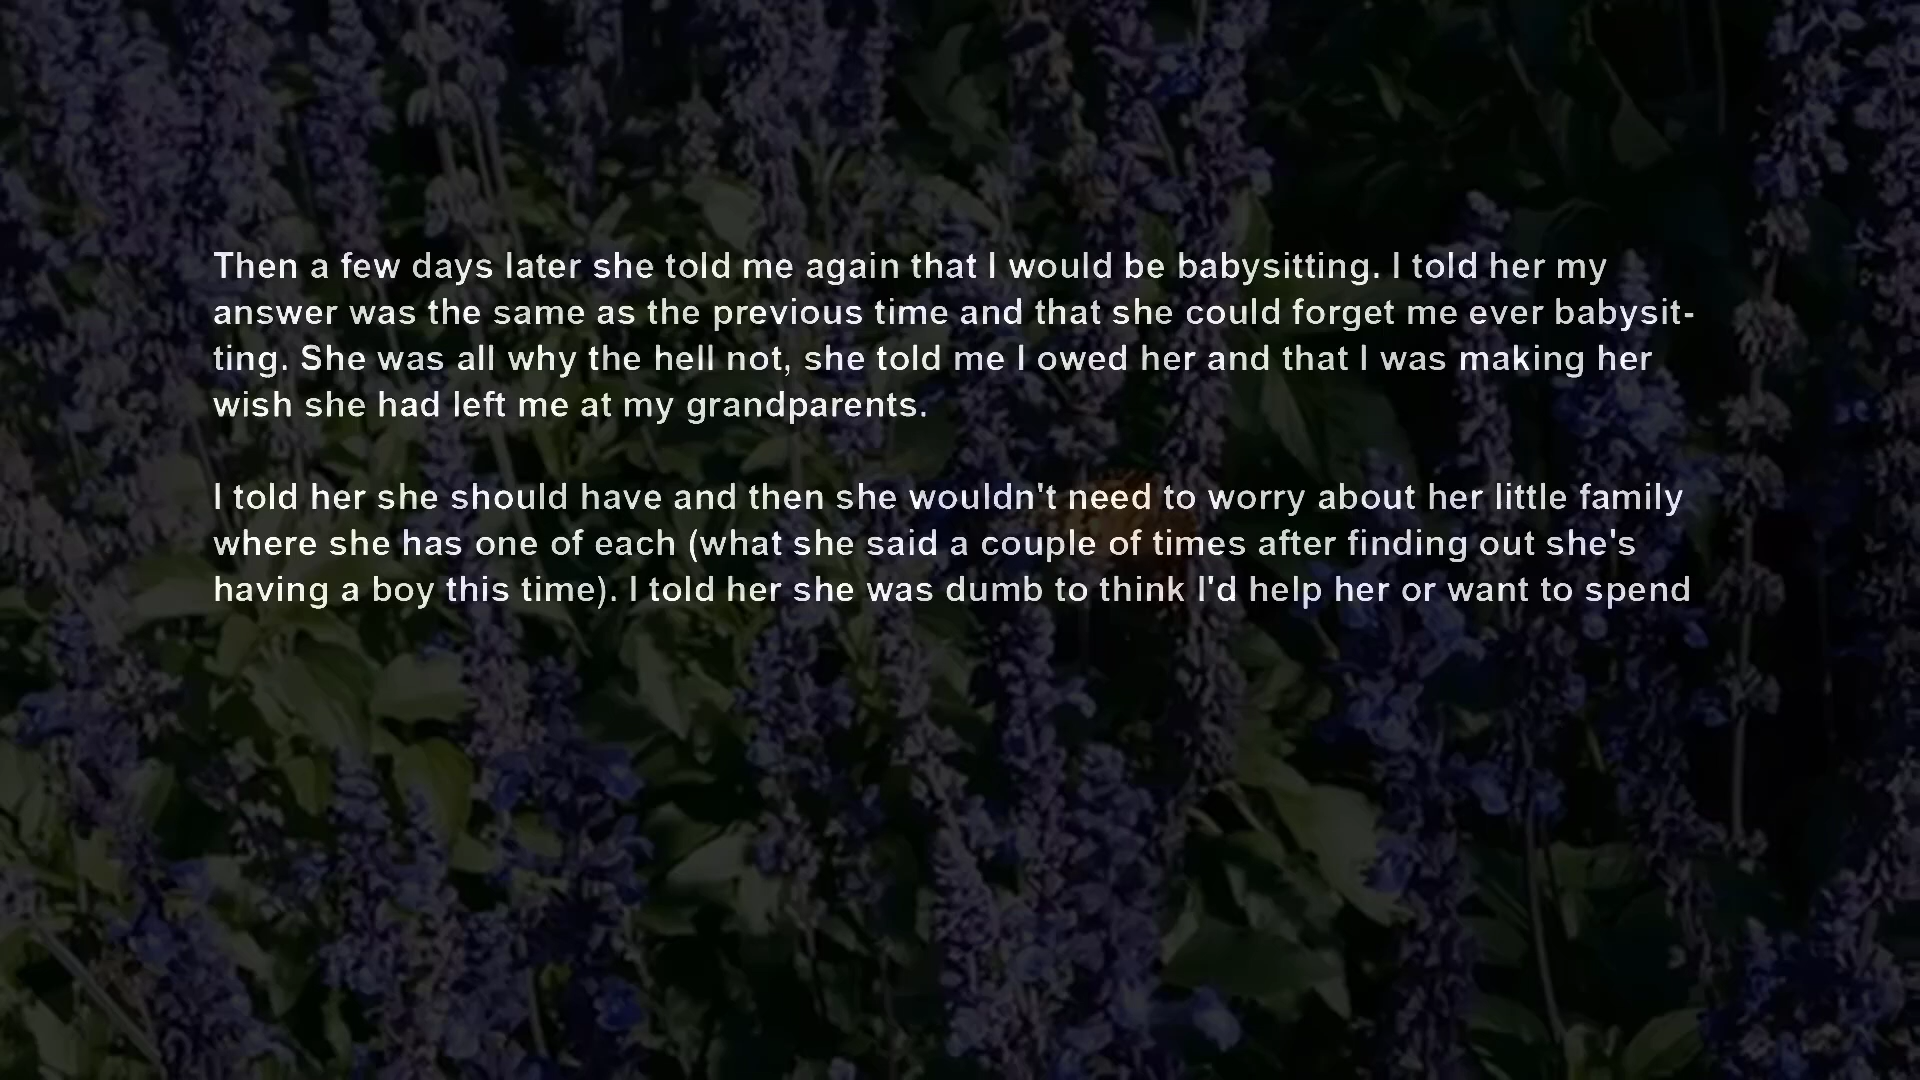 Then a few days later she told me again that I would be babysitting. I told her my
answer was the same as the previous time and that she could forget me ever babysit-
ting. She was all why the hell not, she told me I owed her and that I was making her
wish she had left me at my grandparents.
I told her she should have and then she wouldn't need to worry about her little family
where she has one of each (what she said a couple of times after finding out she's
having a boy this time). I told her she was dumb to think I'd help her or want to spend